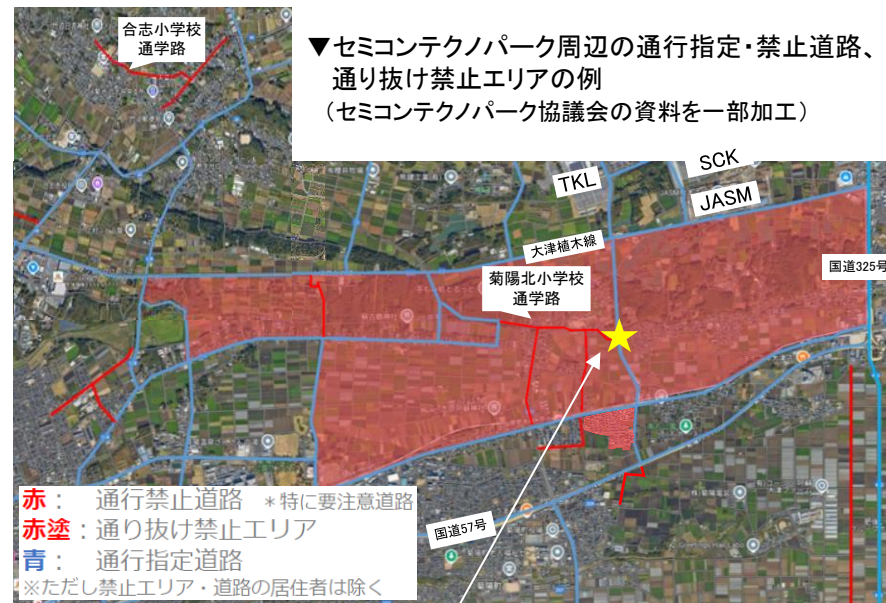 合志小学校
通学路
▼セミコンテクノパーク周辺の通行指定・禁止道路、
通り抜け禁止エリアの例
（セミコンテクノパーク協議会の資料を一部加工）
TKL
SCK
JASM
大津植木線
国道325号
菊陽北小学校
通学路
国道57号
赤： 通行禁止道路 ＊特に要注意道路
赤塗：通り抜け禁止エリア
青： 通行指定道路
※ただし禁止エリア・道路の居住者は除く